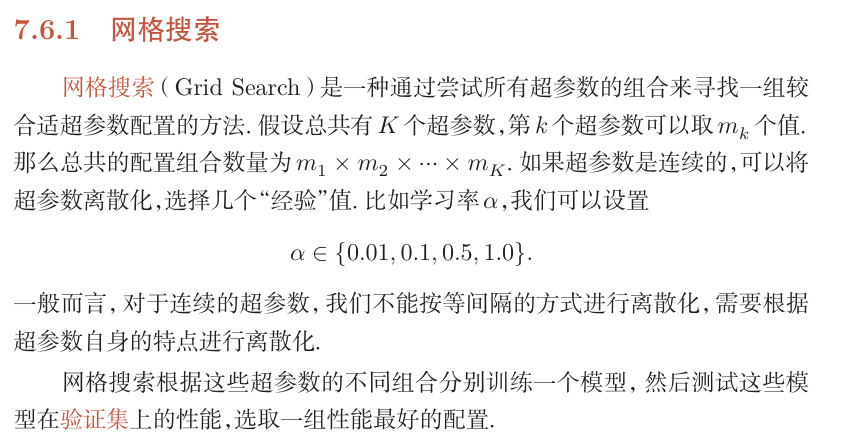 7.6.1 网格搜索
网格搜索（Grid Search）是一种通过尝试所有超参数的组合来寻找一组较
合适超参数配置的方法. 假设总共有 K 个超参数,第 k 个超参数可以取 mₖ 个值.
那么总共的配置组合数量为 m₁ × m₂ × ⋯ × m_K. 如果超参数是连续的,可以将
超参数离散化,选择几个“经验”值. 比如学习率 α,我们可以设置
α ∈ {0.01, 0.1, 0.5, 1.0}.
一般而言, 对于连续的超参数, 我们不能按等间隔的方式进行离散化, 需要根据
超参数自身的特点进行离散化.
网格搜索根据这些超参数的不同组合分别训练一个模型, 然后测试这些模
型在验证集上的性能,选取一组性能最好的配置.